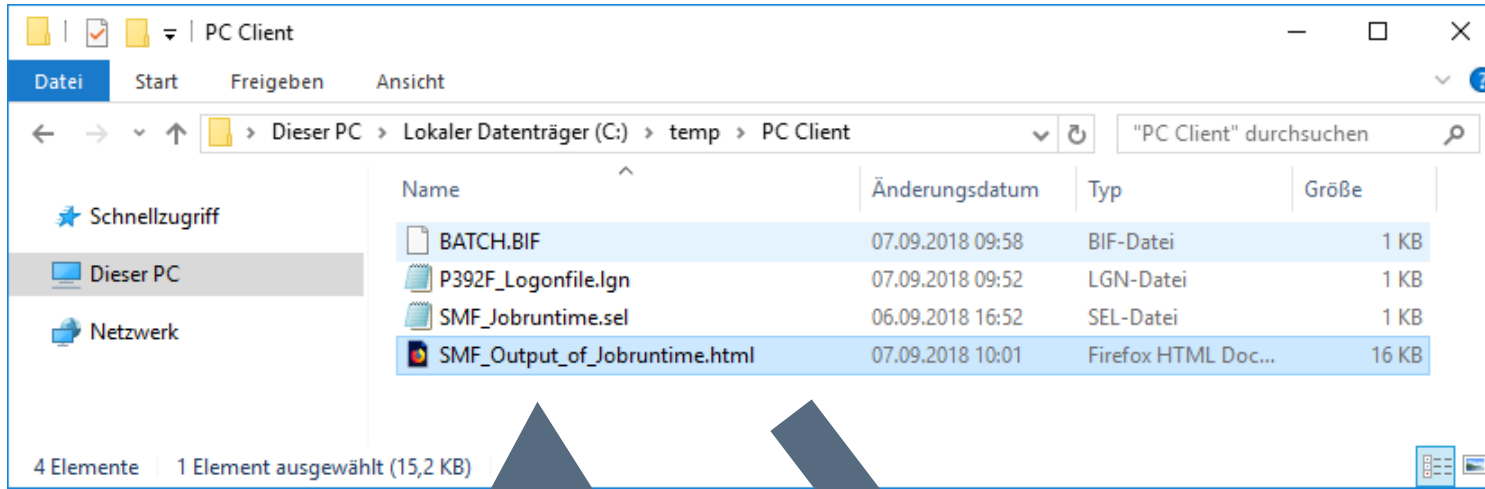 PC Client
Datei Start Freigeben Ansicht ?
Dieser PC > Lokaler Datenträger (C:) > temp > PC Client "PC Client" durchsuchen
Name Änderungsdatum Typ Größe
Schnellzugriff
BATCH.BIF 07.09.2018 09:58 BIF-Datei 1 KB
Dieser PC
P392F_Logonfile.lgn 07.09.2018 09:52 LGN-Datei 1 KB
SMF_Jobruntime.sel 06.09.2018 16:52 SEL-Datei 1 KB
Netzwerk
SMF_Output_of_Jobruntime.html 07.09.2018 10:01 Firefox HTML Doc... 16 KB
4 Elemente 1 Element ausgewählt (15,2 KB)